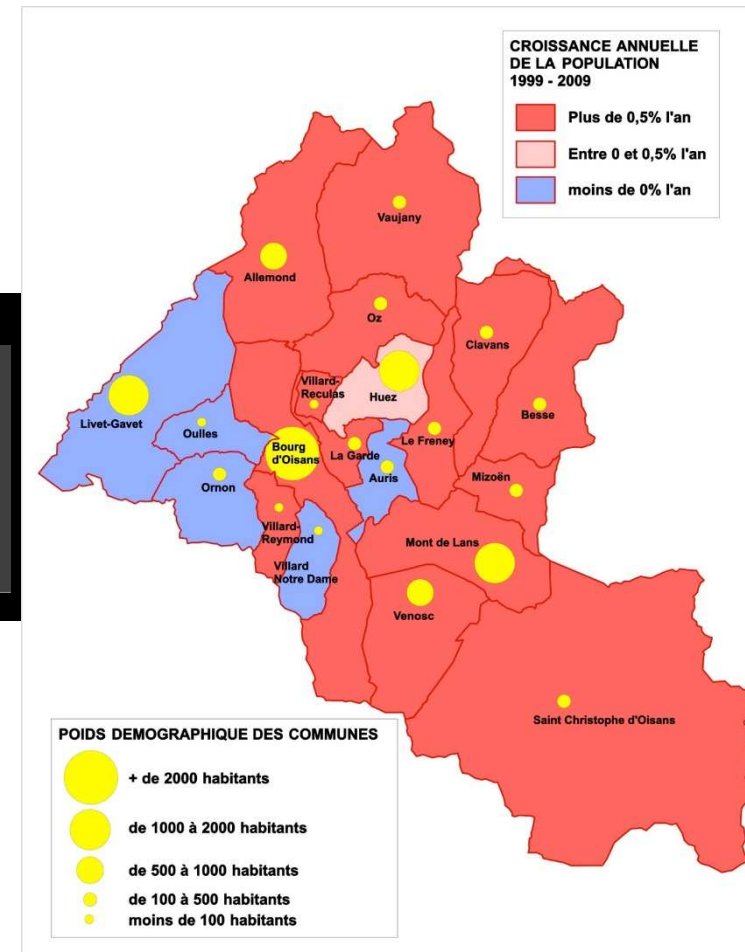 CROISSANCE ANNUELLE
DE LA POPULATION
1999 - 2009
Plus de 0,5% l'an
Entre 0 et 0,5% l'an
moins de 0% l'an
Vaujany
Allemond
Oz
Clavans
Villard-
Reculas
Huez
Besse
Livet-Gavet
Oulles
Bourg
d'Oisans
La Garde
Le Freney
Auris
Mizoën
Ornon
Villard-
Reymond
Mont de Lans
Villard
Notre Dame
Venosc
Saint Christophe d'Oisans
POIDS DEMOGRAPHIQUE DES COMMUNES
+ de 2000 habitants
de 1000 à 2000 habitants
de 500 à 1000 habitants
de 100 à 500 habitants
moins de 100 habitants